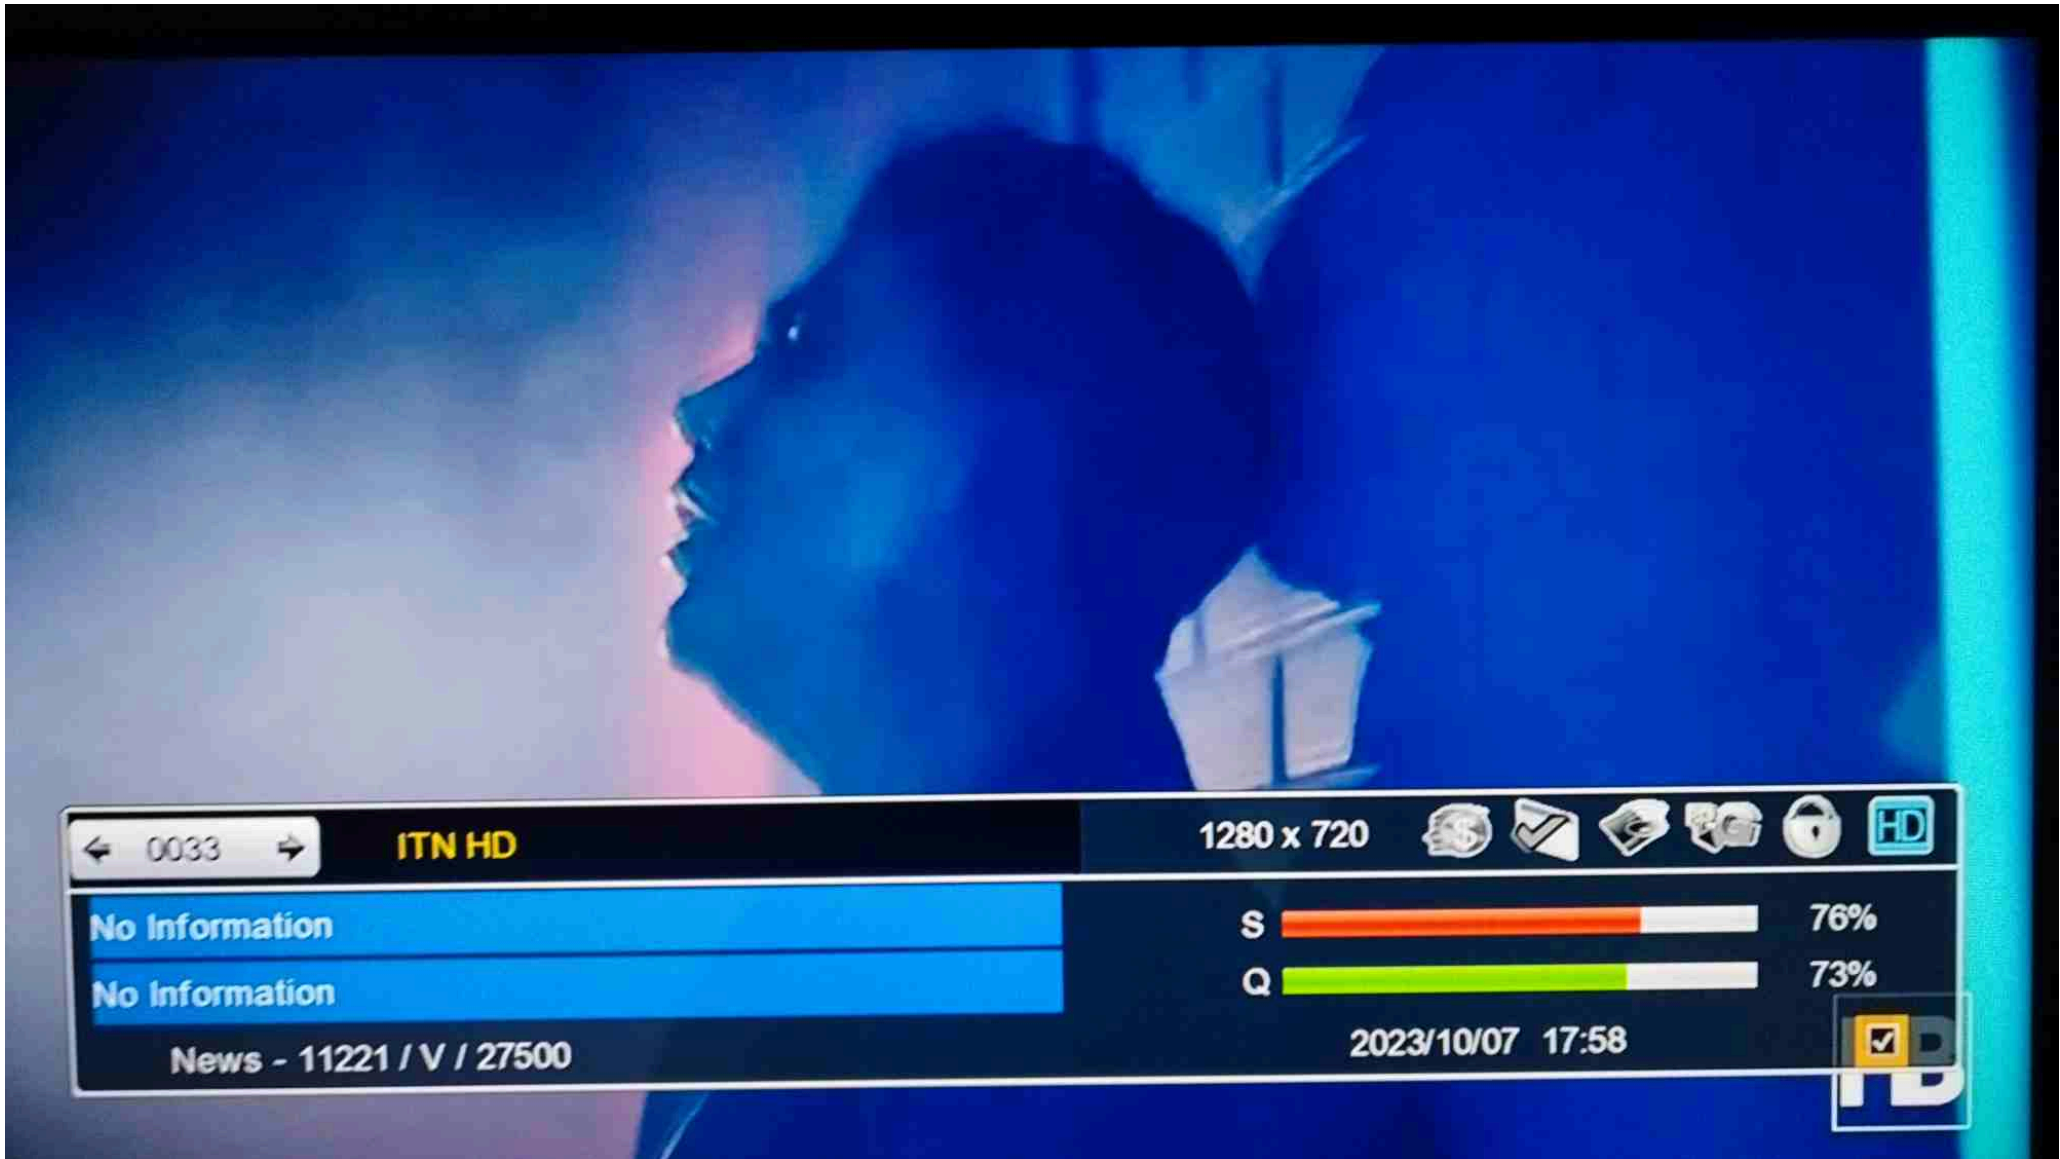 0033
ITN HD
1280 x 720
HD
No Information
S 76%
No Information
Q 73%
News - 11221 / V / 27500
2023/10/07 17:58